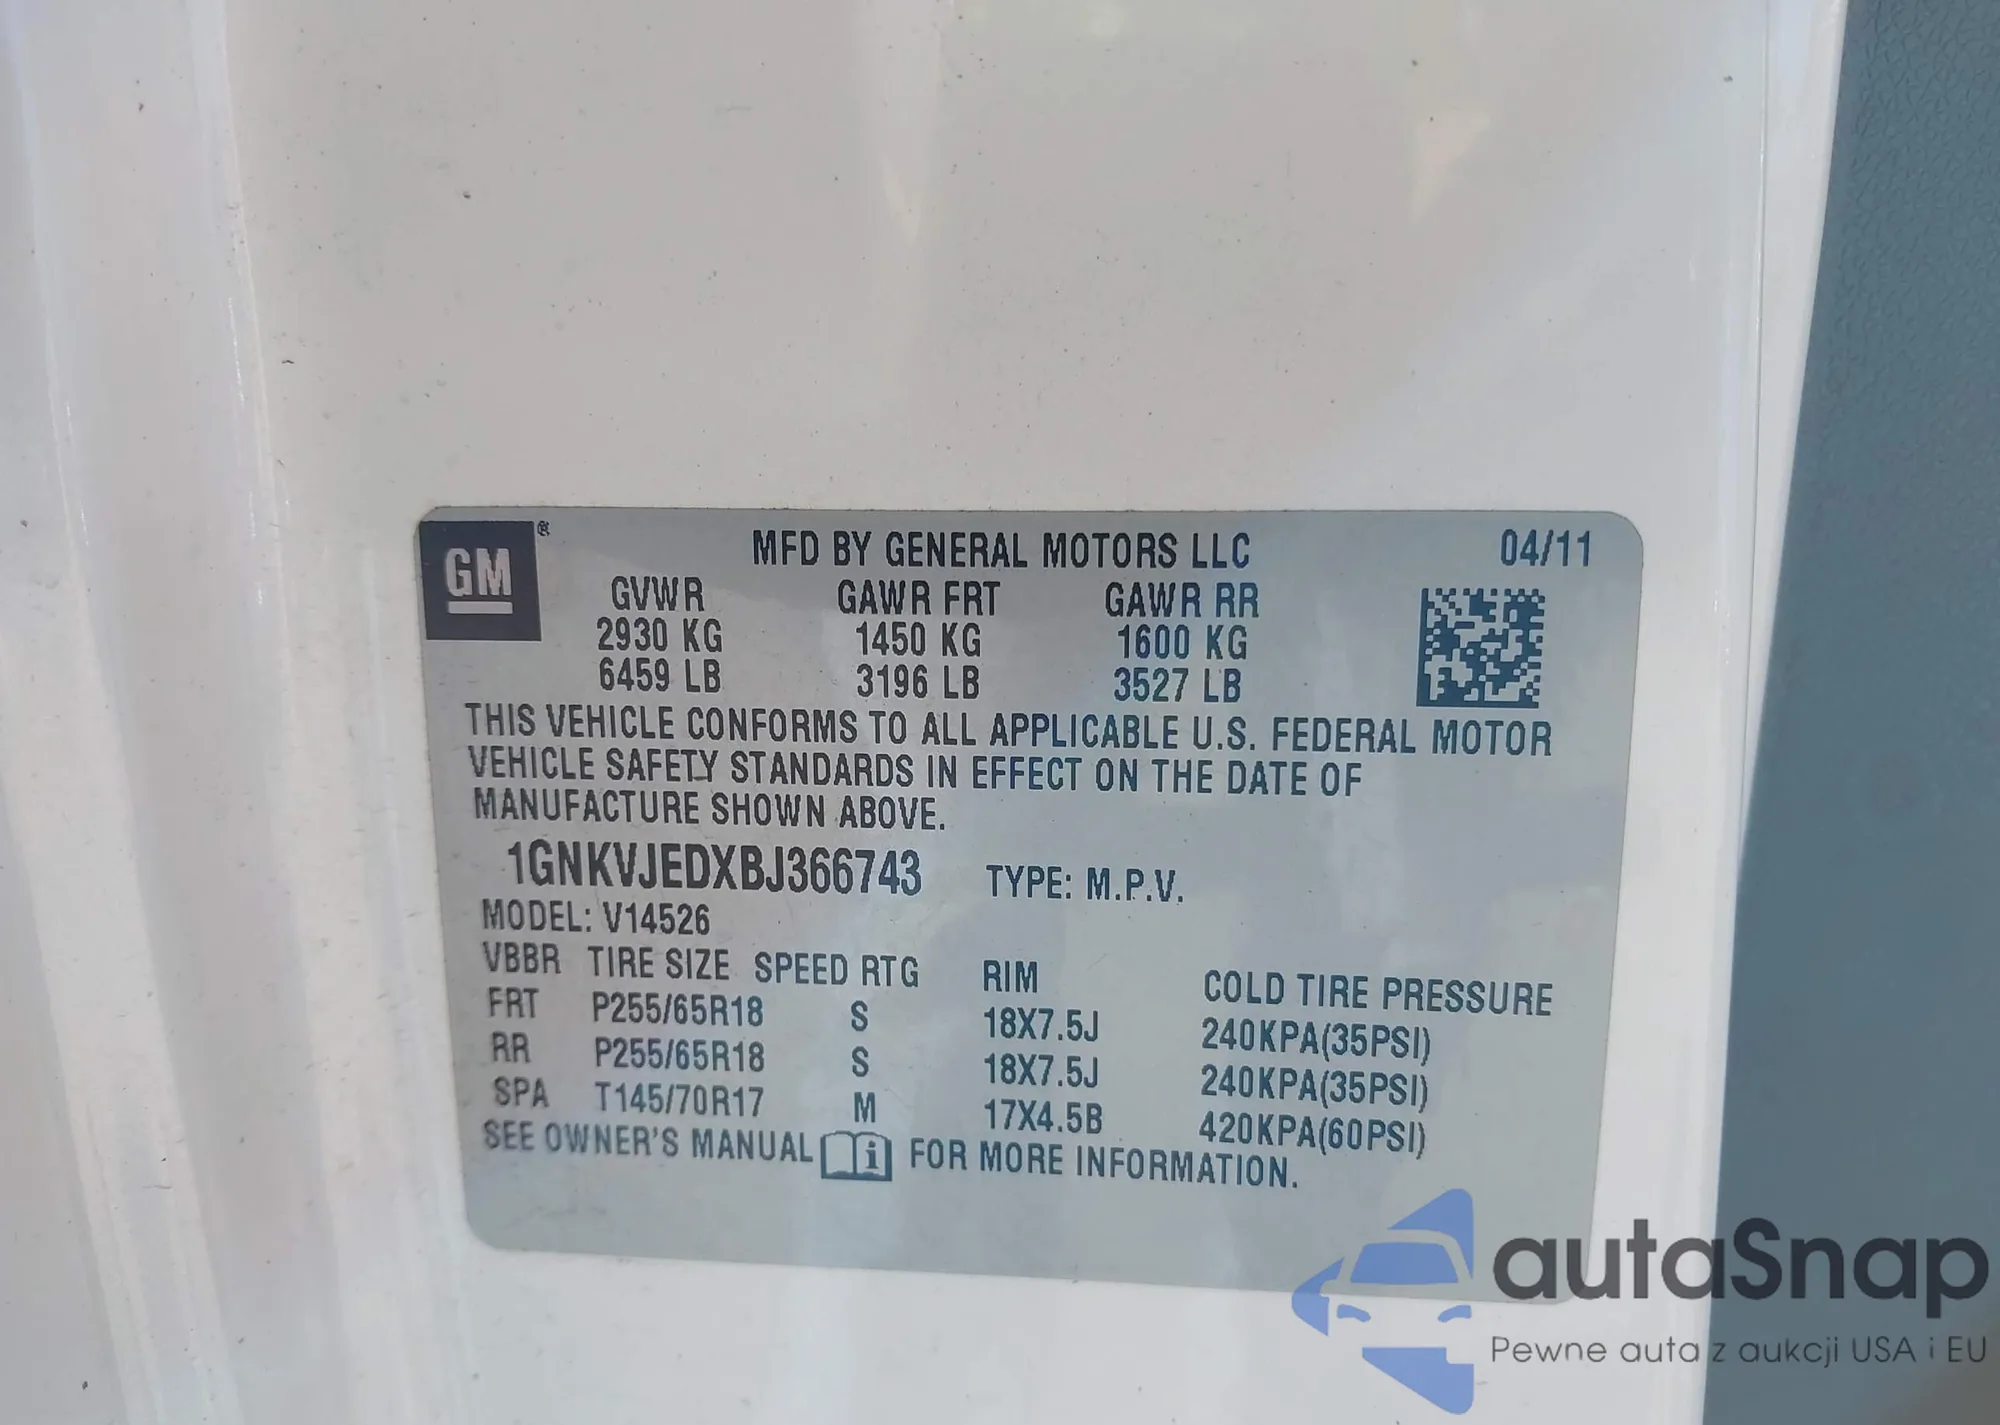 GM ®
MFD BY GENERAL MOTORS LLC 04/11
GVWR GAWR FRT GAWR RR
2930 KG 1450 KG 1600 KG
6459 LB 3196 LB 3527 LB
THIS VEHICLE CONFORMS TO ALL APPLICABLE U.S. FEDERAL MOTOR
VEHICLE SAFETY STANDARDS IN EFFECT ON THE DATE OF
MANUFACTURE SHOWN ABOVE.
1GNKVJEDXBJ366743 TYPE: M.P.V.
MODEL: V14526
VBBR TIRE SIZE SPEED RTG RIM COLD TIRE PRESSURE
FRT P255/65R18 S 18X7.5J 240KPA(35PSI)
RR P255/65R18 S 18X7.5J 240KPA(35PSI)
SPA T145/70R17 M 17X4.5B 420KPA(60PSI)
SEE OWNER'S MANUAL i FOR MORE INFORMATION.
autaSnap
Pewne auta z aukcji USA i EU